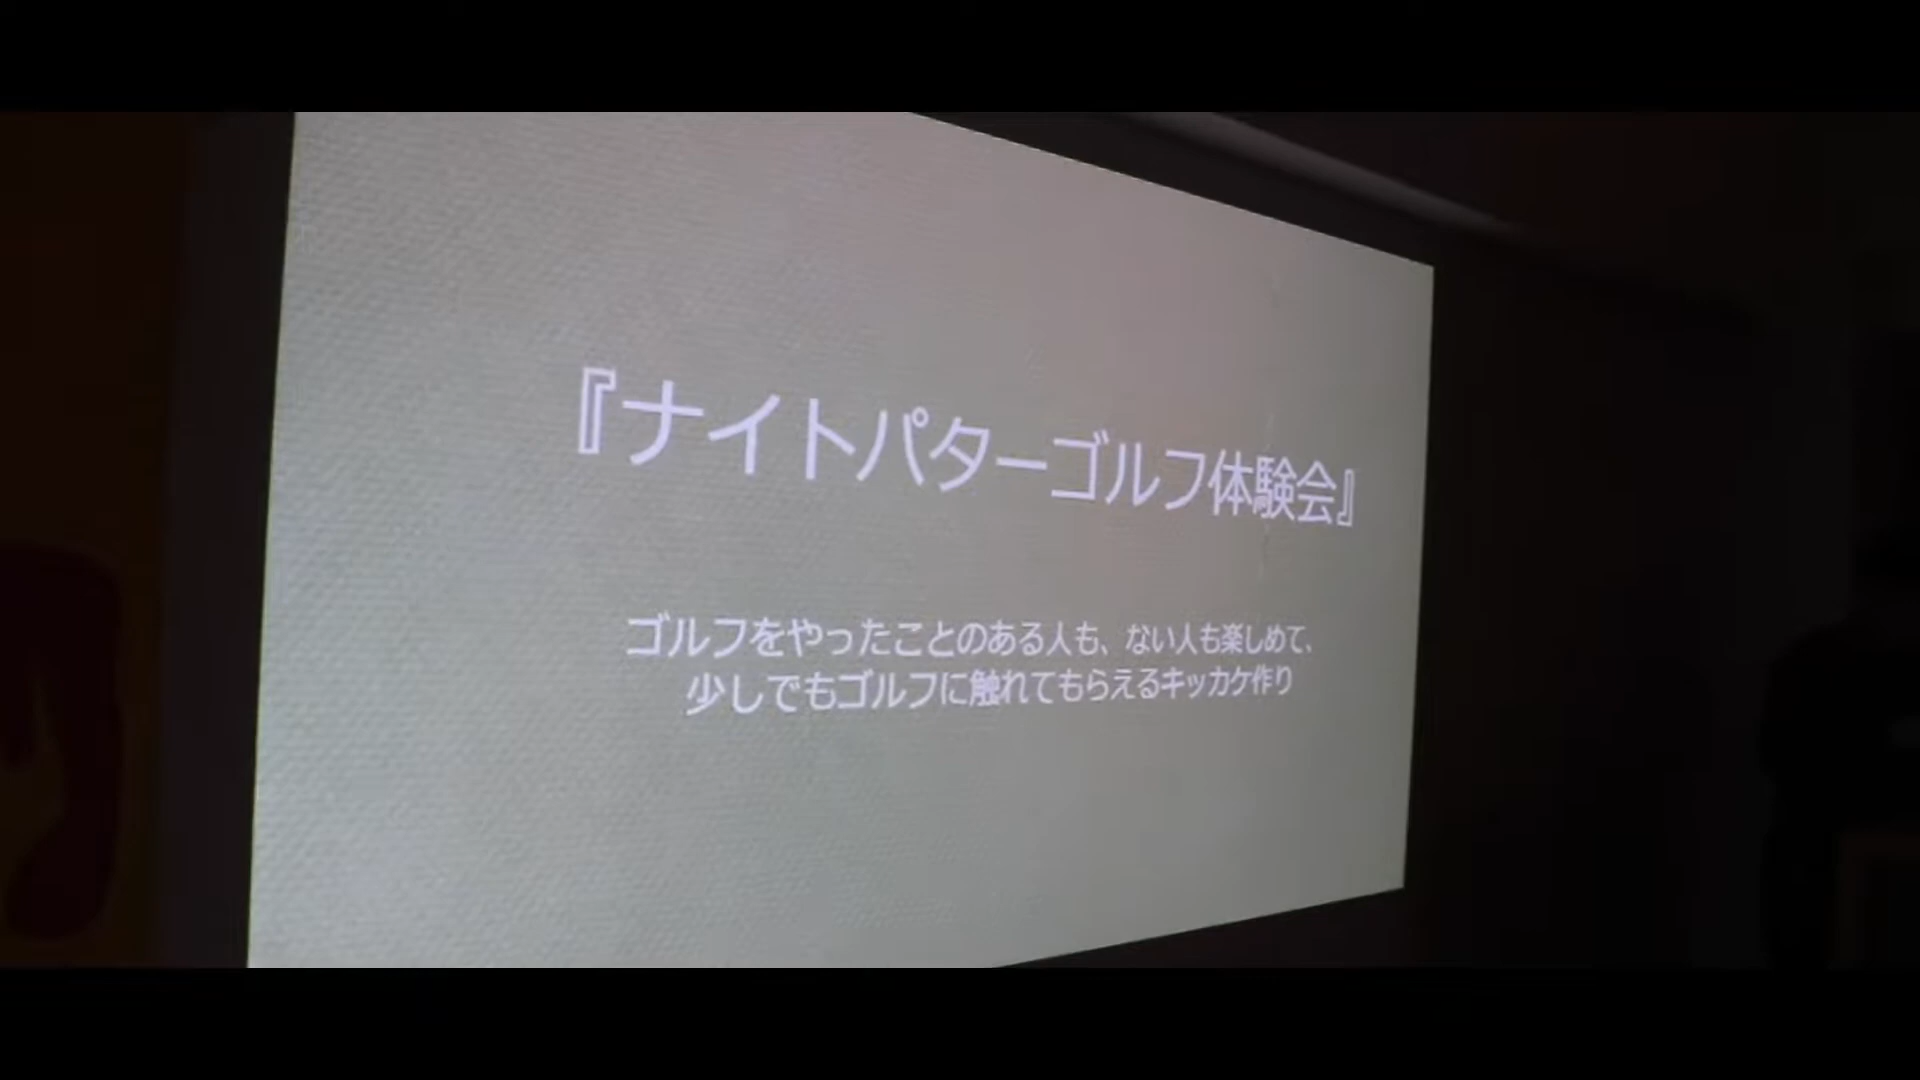 『ナイトパターゴルフ体験会』
ゴルフをやったことのある人も、ない人も楽しめて、
少しでもゴルフに触れてもらえるキッカケ作り